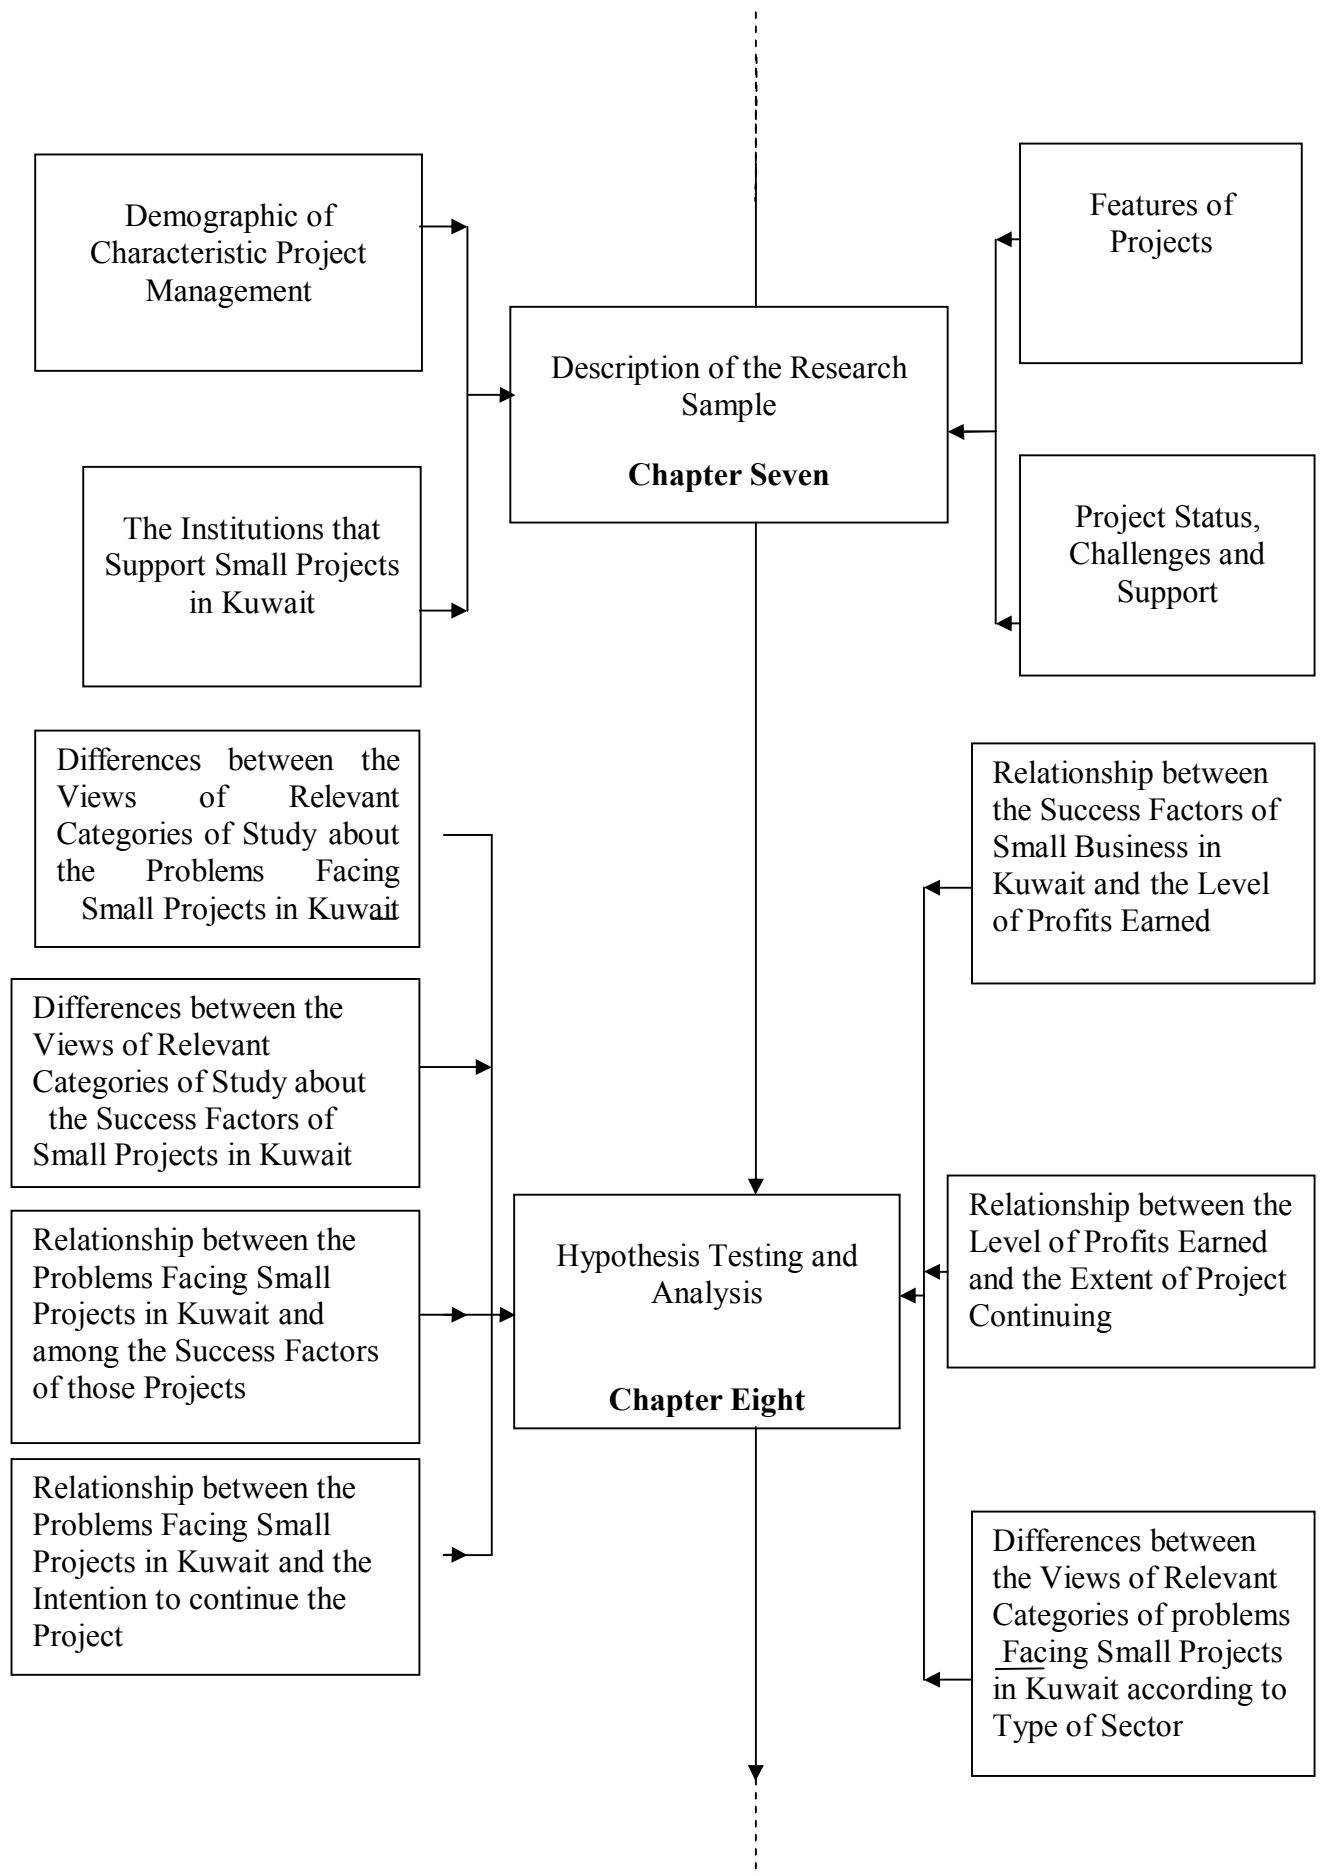 Demographic of
Characteristic Project
Management
Features of
Projects
Description of the Research
Sample
Chapter Seven
The Institutions that
Support Small Projects
in Kuwait
Project Status,
Challenges and
Support
Differences between the
Views of Relevant
Categories of Study about
the Problems Facing
Small Projects in Kuwait
Relationship between
the Success Factors of
Small Business in
Kuwait and the Level
of Profits Earned
Differences between the
Views of Relevant
Categories of Study about
the Success Factors of
Small Projects in Kuwait
Relationship between the
Level of Profits Earned
and the Extent of Project
Continuing
Relationship between the
Problems Facing Small
Projects in Kuwait and
among the Success Factors
of those Projects
Hypothesis Testing and
Analysis
Chapter Eight
Relationship between the
Problems Facing Small
Projects in Kuwait and the
Intention to continue the
Project
Differences between
the Views of Relevant
Categories of problems
Facing Small Projects
in Kuwait according to
Type of Sector